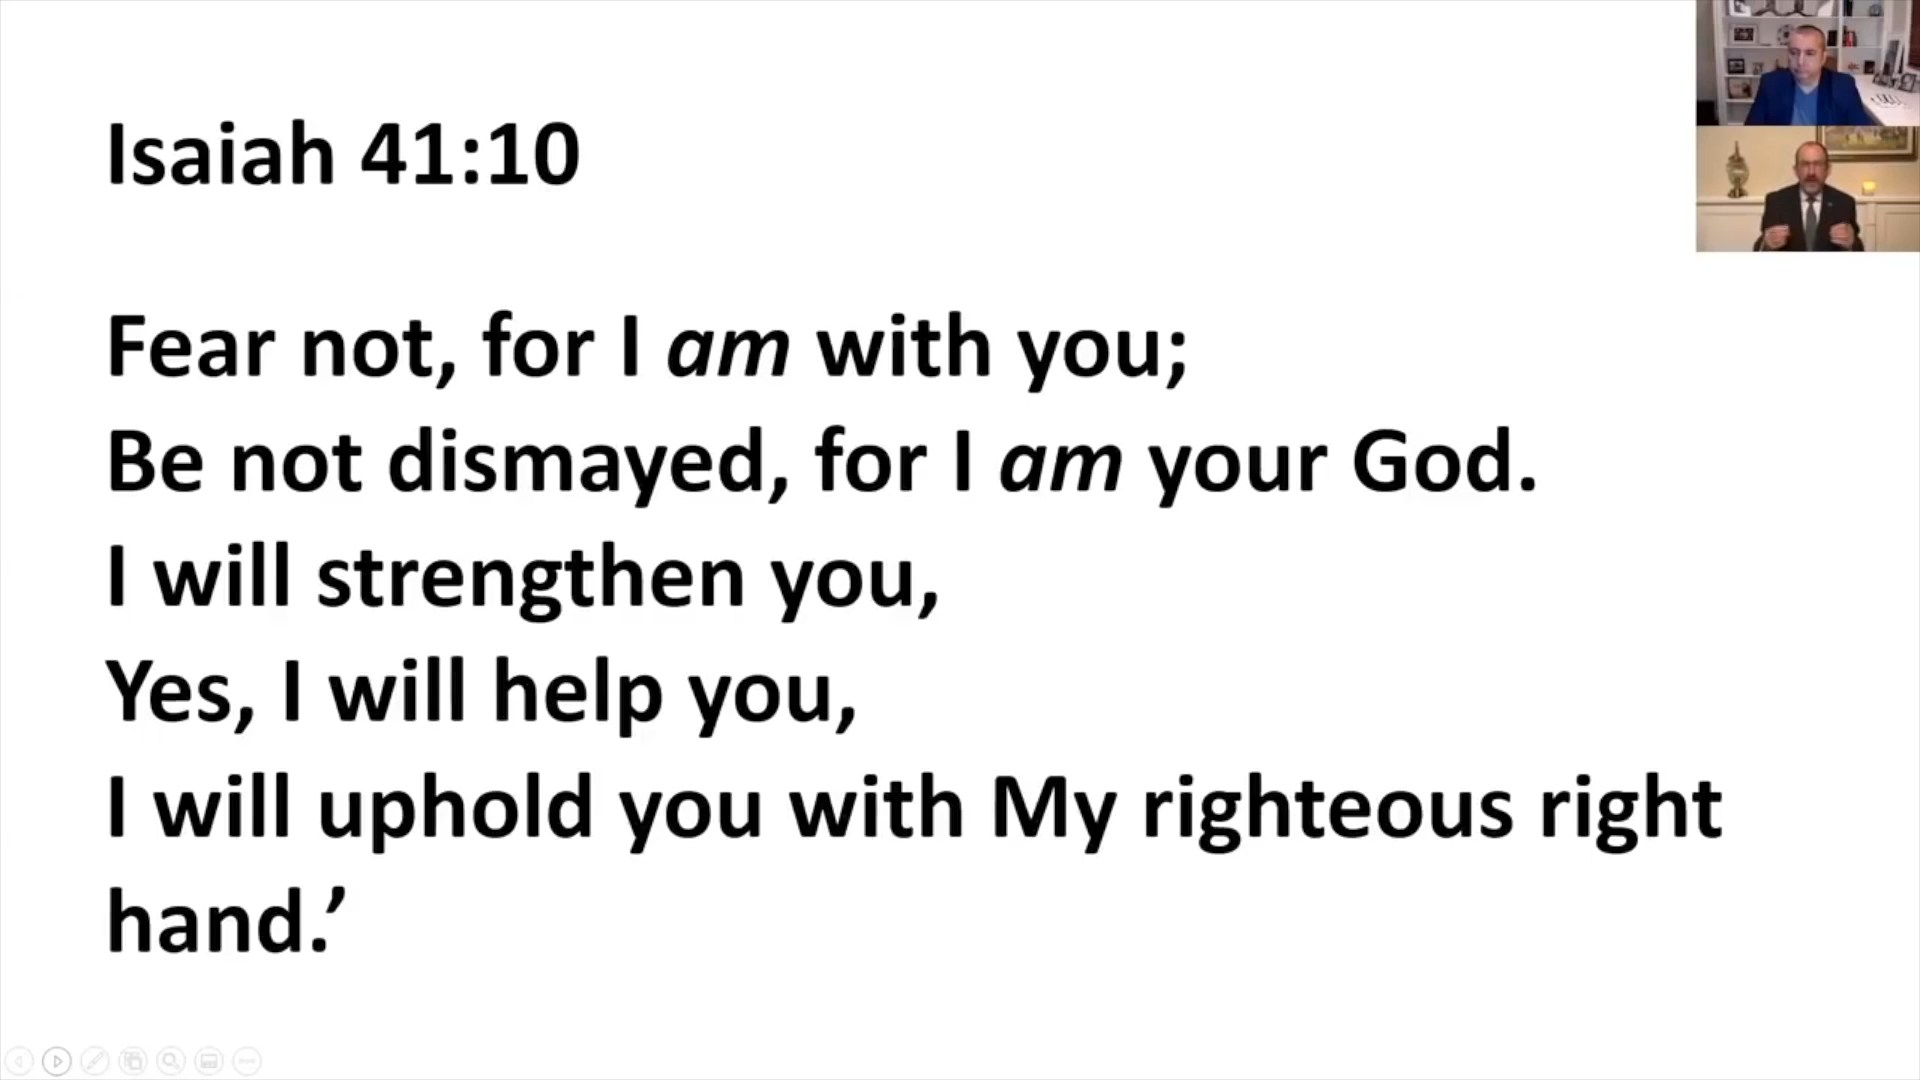 Isaiah 41:10
Fear not, for I am with you;
Be not dismayed, for I am your God.
I will strengthen you,
Yes, I will help you,
I will uphold you with My righteous right
hand.’